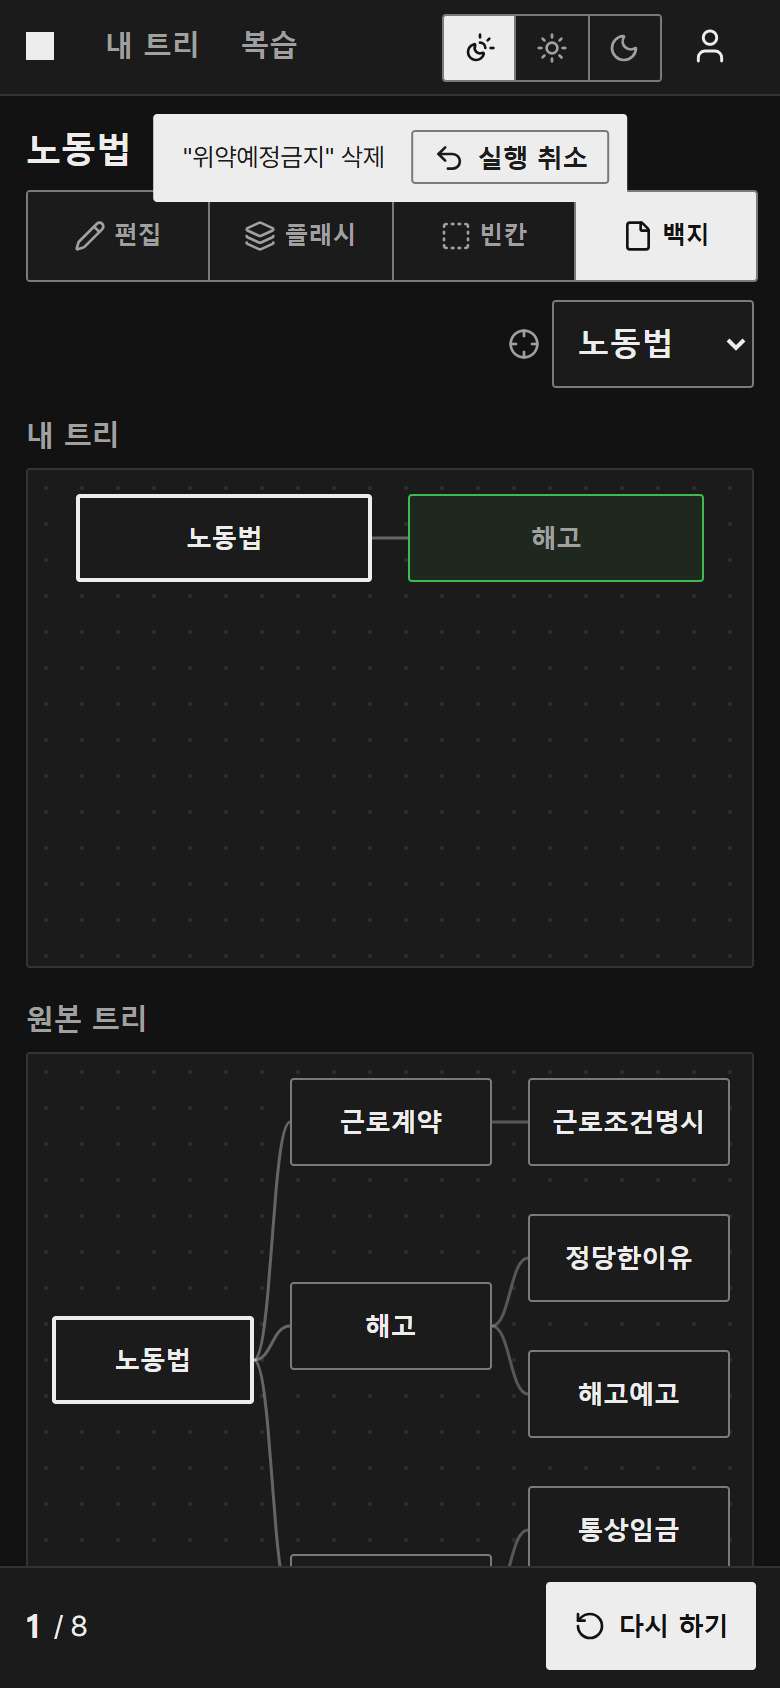 내 트리 복습
노동법
"위약예정금지" 삭제 실행 취소
편집 플래시 빈칸 백지
노동법
내 트리
노동법 해고
원본 트리
근로계약 근로조건명시
정당한이유
해고
노동법
해고예고
통상임금
1 / 8 다시 하기